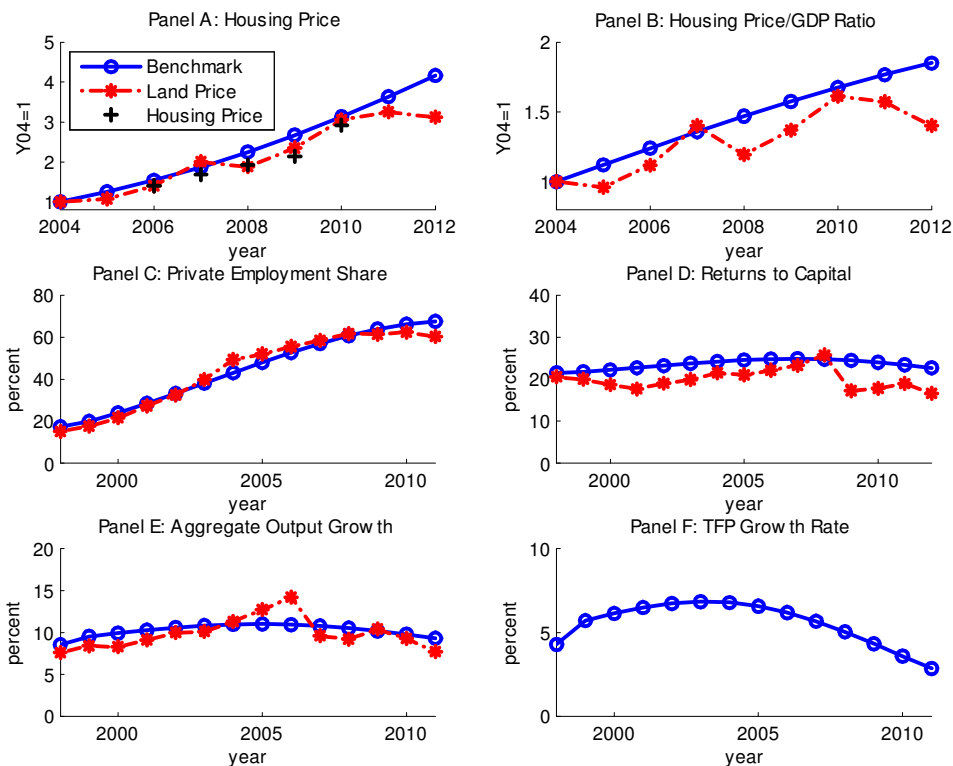 Panel A: Housing Price
5
4
3
2
1
Y04=1
Benchmark
Land Price
Housing Price
2004 2006 2008 2010 2012
year
Panel B: Housing Price/GDP Ratio
2
1.5
1
Y04=1
2004 2006 2008 2010 2012
year
Panel C: Private Employment Share
80
60
40
20
0
percent
2000 2005 2010
year
Panel D: Returns to Capital
40
30
20
10
0
percent
2000 2005 2010
year
Panel E: Aggregate Output Growth
20
15
10
5
0
percent
2000 2005 2010
year
Panel F: TFP Growth Rate
10
5
0
percent
2000 2005 2010
year